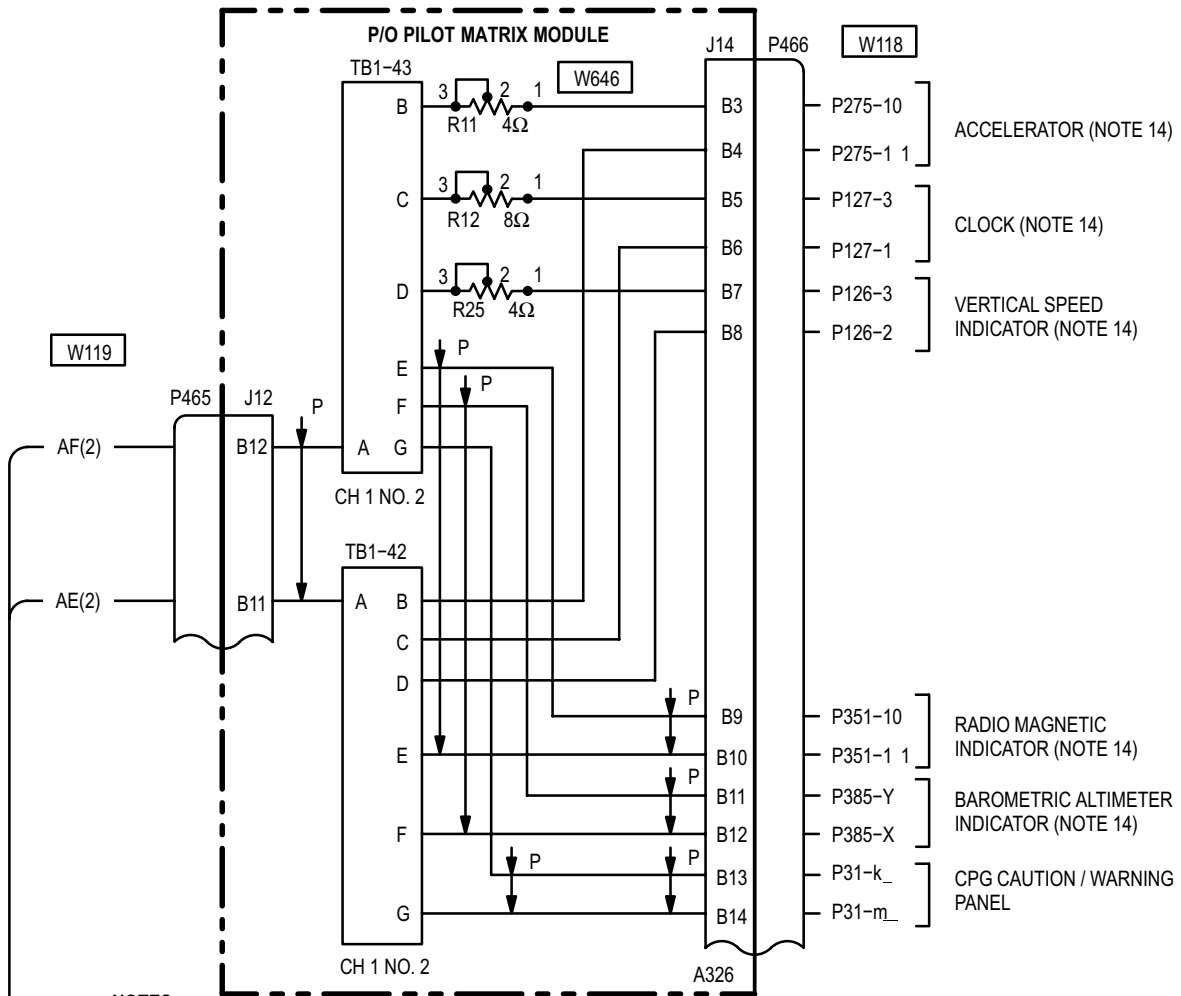 P/O PILOT MATRIX MODULE
J14 P466 W118
TB1−43
W646
B 3 2 1 B3 P275−10
R11 4Ω
ACCELERATOR (NOTE 14)
B4 P275−1 1
C 3 2 1 B5 P127−3
R12 8Ω
CLOCK (NOTE 14)
B6 P127−1
D 3 2 1 B7 P126−3
R25 4Ω
VERTICAL SPEED
INDICATOR (NOTE 14)
B8 P126−2
W119
P
E
P
F
P465 J12 P
AF(2) B12 A G
CH 1 NO. 2
TB1−42
AE(2) B11 A B
C
D
P
B9 P351−10
RADIO MAGNETIC
INDICATOR (NOTE 14)
E B10 P351−1 1
P
B11 P385−Y
BAROMETRIC ALTIMETER
INDICATOR (NOTE 14)
F B12 P385−X
P P
B13 P31−k_
CPG CAUTION / WARNING
PANEL
G B14 P31−m_
CH 1 NO. 2
A326